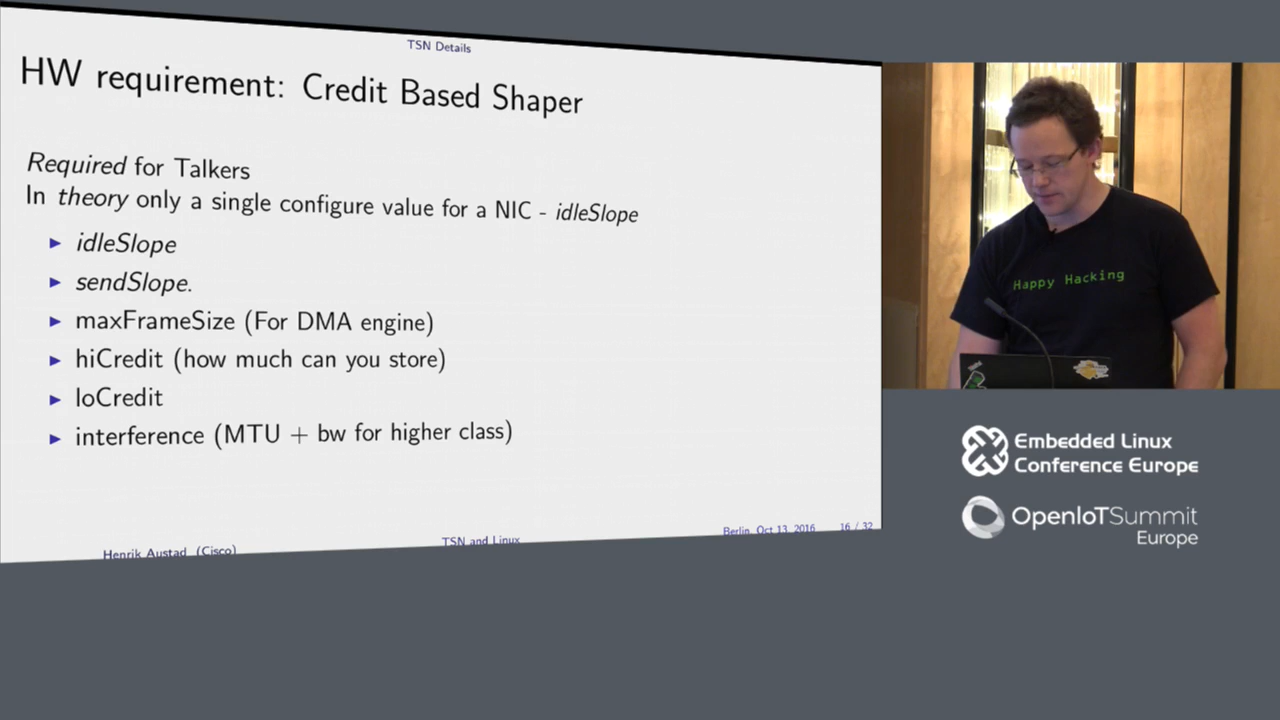 TSN Details
HW requirement: Credit Based Shaper
Required for Talkers
In theory only a single configure value for a NIC - idleSlope
▶ idleSlope
▶ sendSlope.
▶ maxFrameSize (For DMA engine)
▶ hiCredit (how much can you store)
▶ loCredit
▶ interference (MTU + bw for higher class)
Henrik Austad (Cisco)
TSN and Linux
Berlin, Oct 13, 2016
16 / 32
Happy Hacking
Embedded Linux
Conference Europe
OpenIoTSummit
Europe